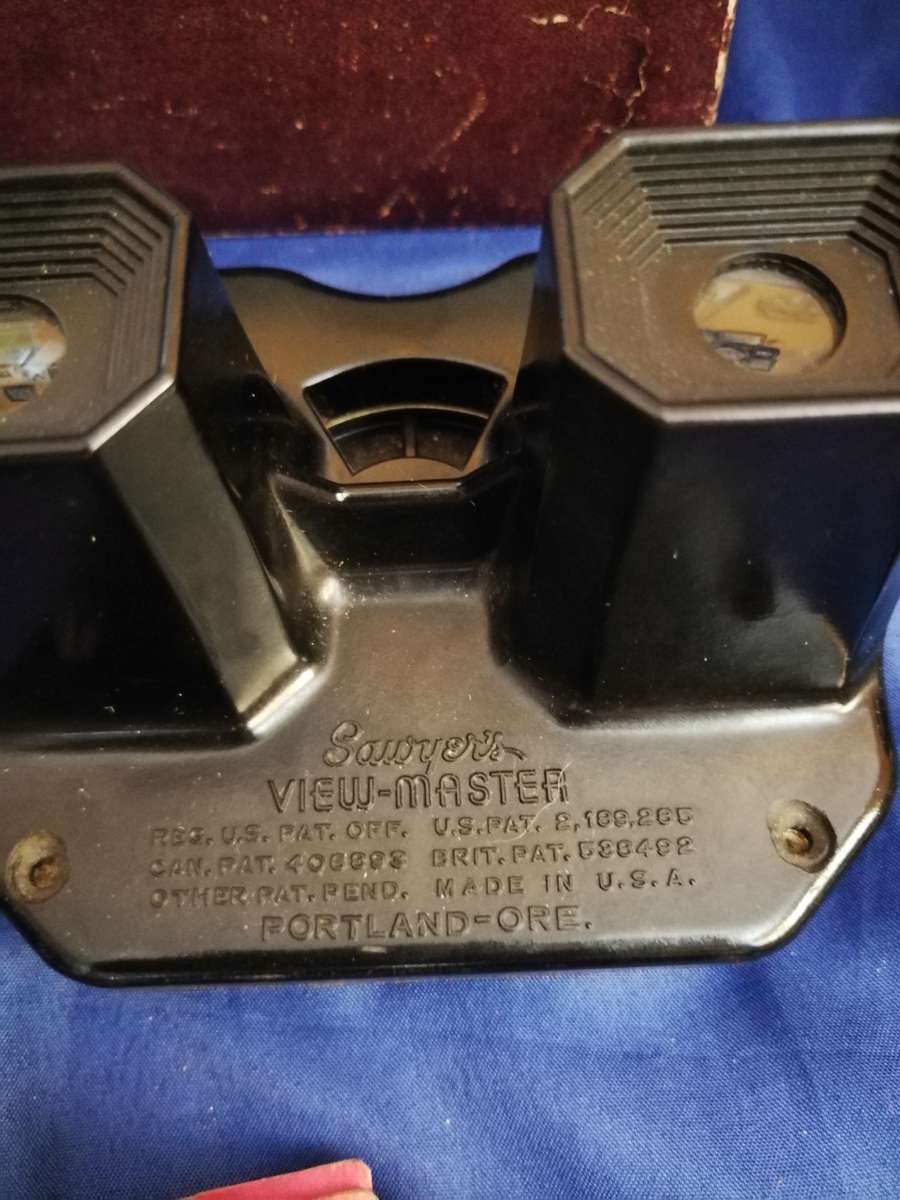 Sawyer's
VIEW-MASTER
REG. U.S. PAT. OFF. U.S. PAT. 2,189,285
CAN. PAT. 406693 BRIT. PAT. 538492
OTHER PAT. PEND. MADE IN U.S.A.
PORTLAND-ORE.